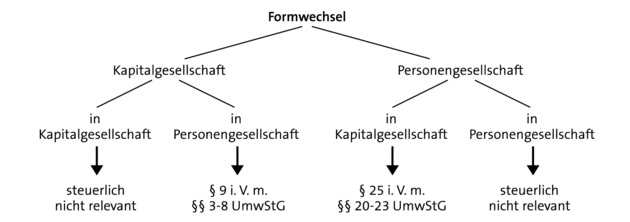 Formwechsel
Kapitalgesellschaft
Personengesellschaft
in
Kapitalgesellschaft
in
Personengesellschaft
in
Kapitalgesellschaft
in
Personengesellschaft
steuerlich
nicht relevant
§ 9 i. V. m.
§§ 3-8 UmwStG
§ 25 i. V. m.
§§ 20-23 UmwStG
steuerlich
nicht relevant